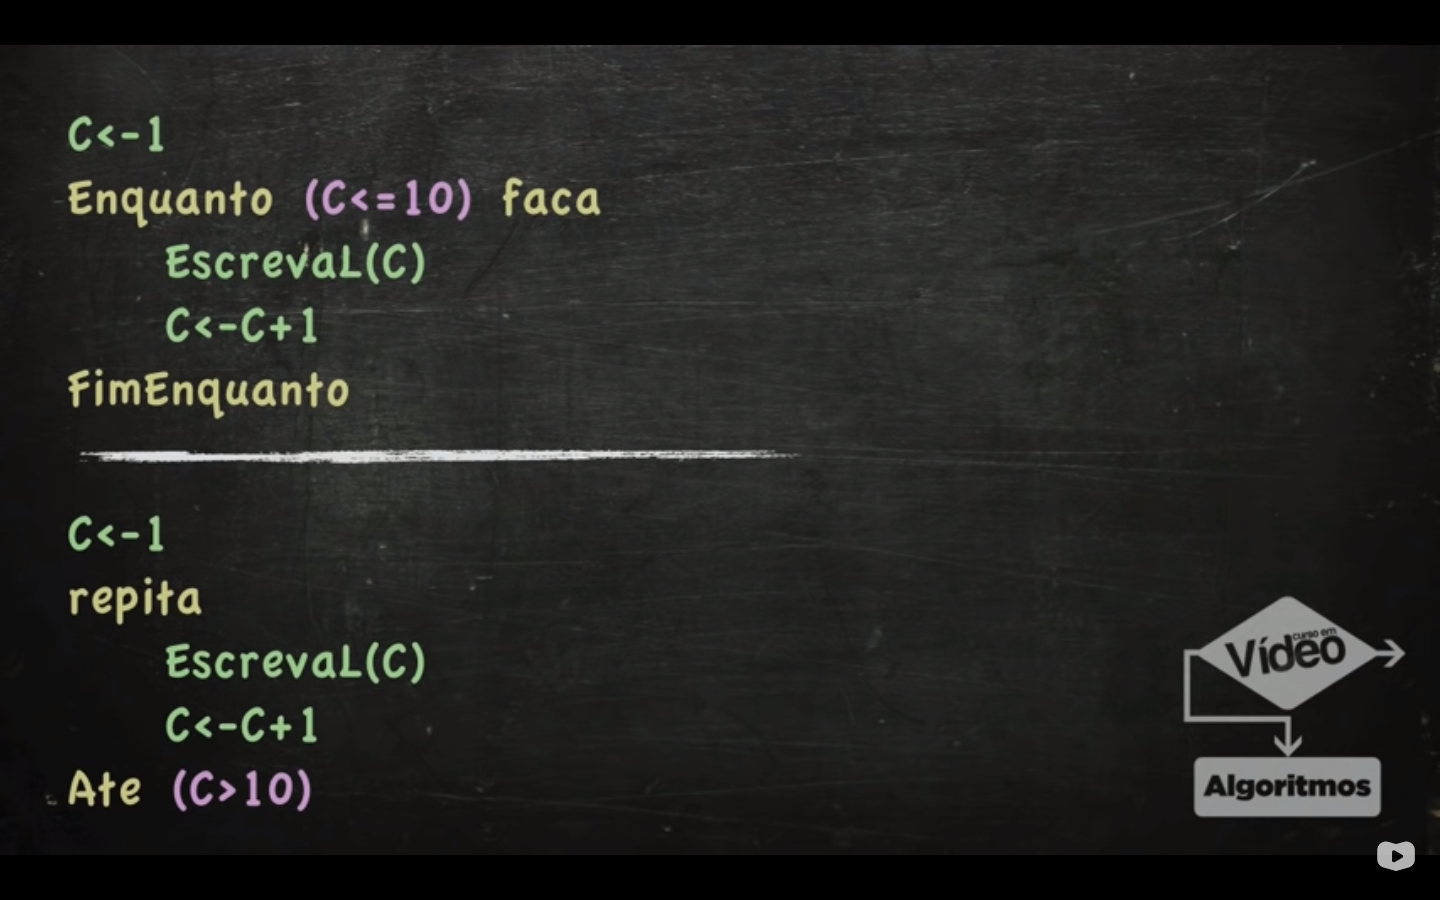 C<-1
Enquanto (C<=10) faca
EscrevaL(C)
C<-C+1
FimEnquanto
C<-1
repita
EscrevaL(C)
C<-C+1
Ate (C>10)
curso em
Vídeo
Algoritmos